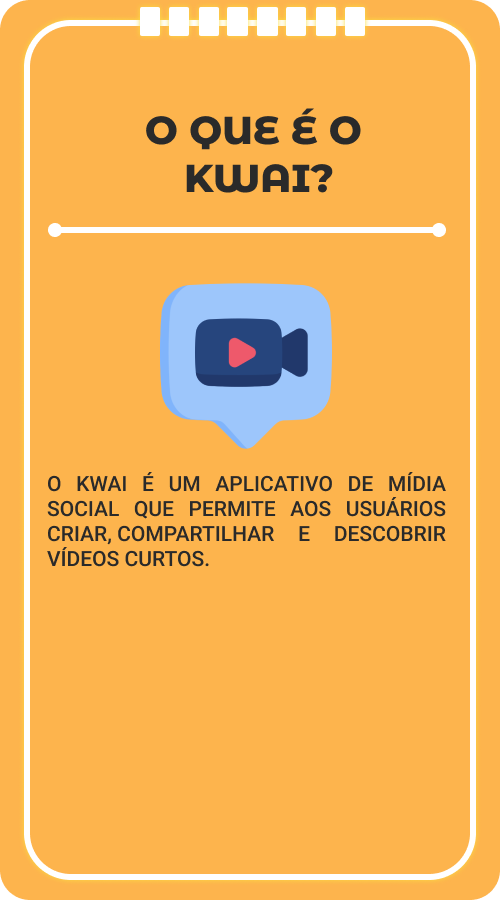 O QUE É O
KWAI?
O KWAI É UM APLICATIVO DE MÍDIA
SOCIAL QUE PERMITE AOS USUÁRIOS
CRIAR, COMPARTILHAR E DESCOBRIR
VÍDEOS CURTOS.